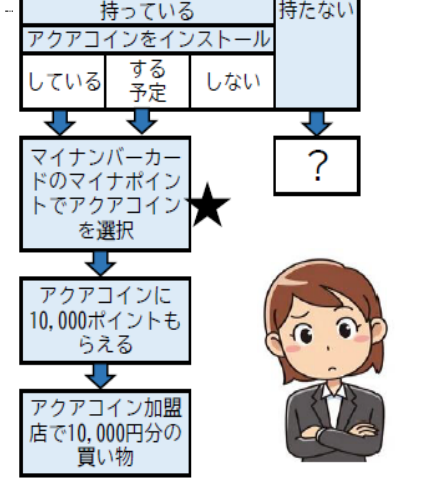 持っている
持たない
アクアコインをインストール
している
する
予定
しない
マイナンバーカー
ドのマイナポイン
トでアクアコイン
を選択
?
★
アクアコインに
10,000ポイントも
らえる
アクアコイン加盟
店で10,000円分の
買い物